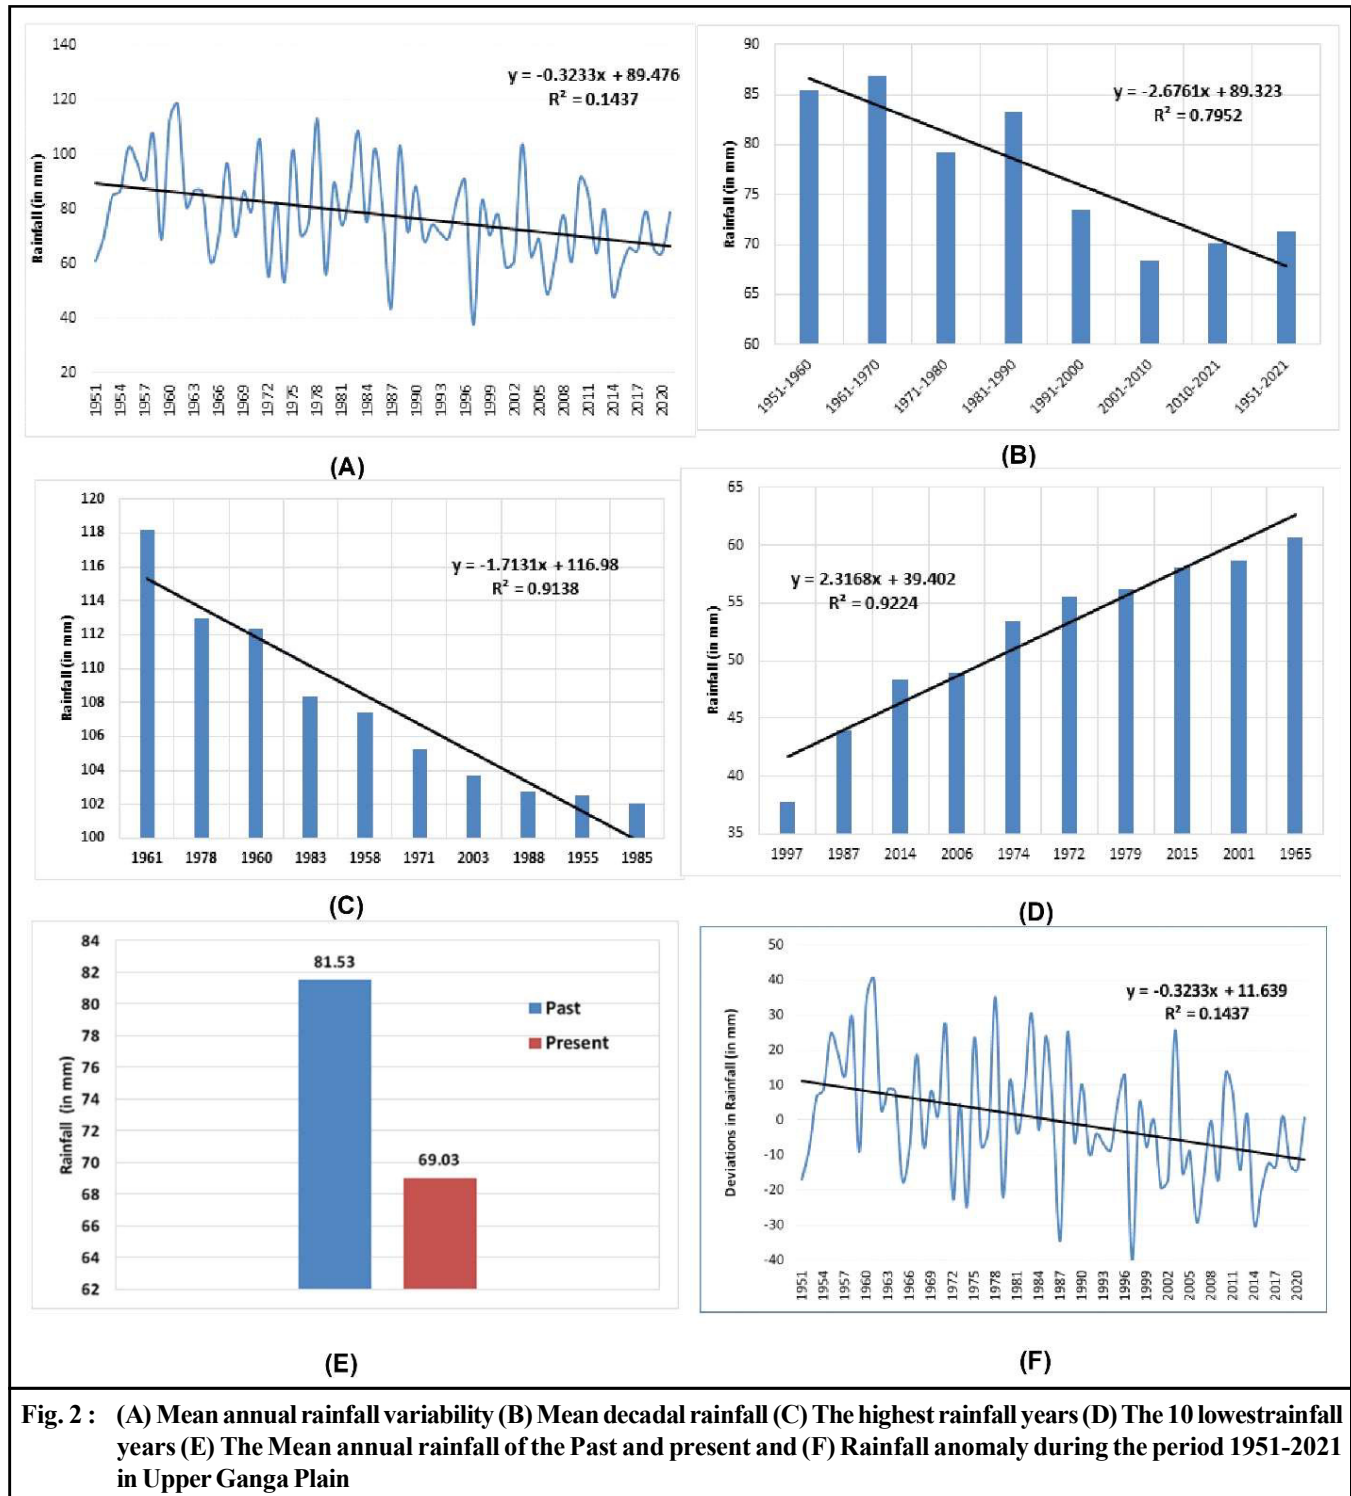 140
120
100
80
60
40
20
Rainfall (in mm)
y = -0.3233x + 89.476
R² = 0.1437
1951 1954 1957 1960 1963 1966 1969 1972 1975 1978 1981 1984 1987 1990 1993 1996 1999 2002 2005 2008 2011 2014 2017 2020
(A)
90
85
80
75
70
65
60
Rainfall (in mm)
y = -2.6761x + 89.323
R² = 0.7952
1951-1960 1961-1970 1971-1980 1981-1990 1991-2000 2001-2010 2010-2021 1951-2021
(B)
120
118
116
114
112
110
108
106
104
102
100
Rainfall (in mm)
y = -1.7131x + 116.98
R² = 0.9138
1961 1978 1960 1983 1958 1971 2003 1988 1955 1985
(C)
65
60
55
50
45
40
35
Rainfall (in mm)
y = 2.3168x + 39.402
R² = 0.9224
1997 1987 2014 2006 1974 1972 1979 2015 2001 1965
(D)
84
82
80
78
76
74
72
70
68
66
64
62
Rainfall (in mm)
81.53
69.03
Past
Present
(E)
50
40
30
20
10
0
-10
-20
-30
-40
Deviations in Rainfall (in mm)
y = -0.3233x + 11.639
R² = 0.1437
1951 1954 1957 1960 1963 1966 1969 1972 1975 1978 1981 1984 1987 1990 1993 1996 1999 2002 2005 2008 2011 2014 2017 2020
(F)
Fig. 2 : (A) Mean annual rainfall variability (B) Mean decadal rainfall (C) The highest rainfall years (D) The 10 lowestrainfall
years (E) The Mean annual rainfall of the Past and present and (F) Rainfall anomaly during the period 1951-2021
in Upper Ganga Plain